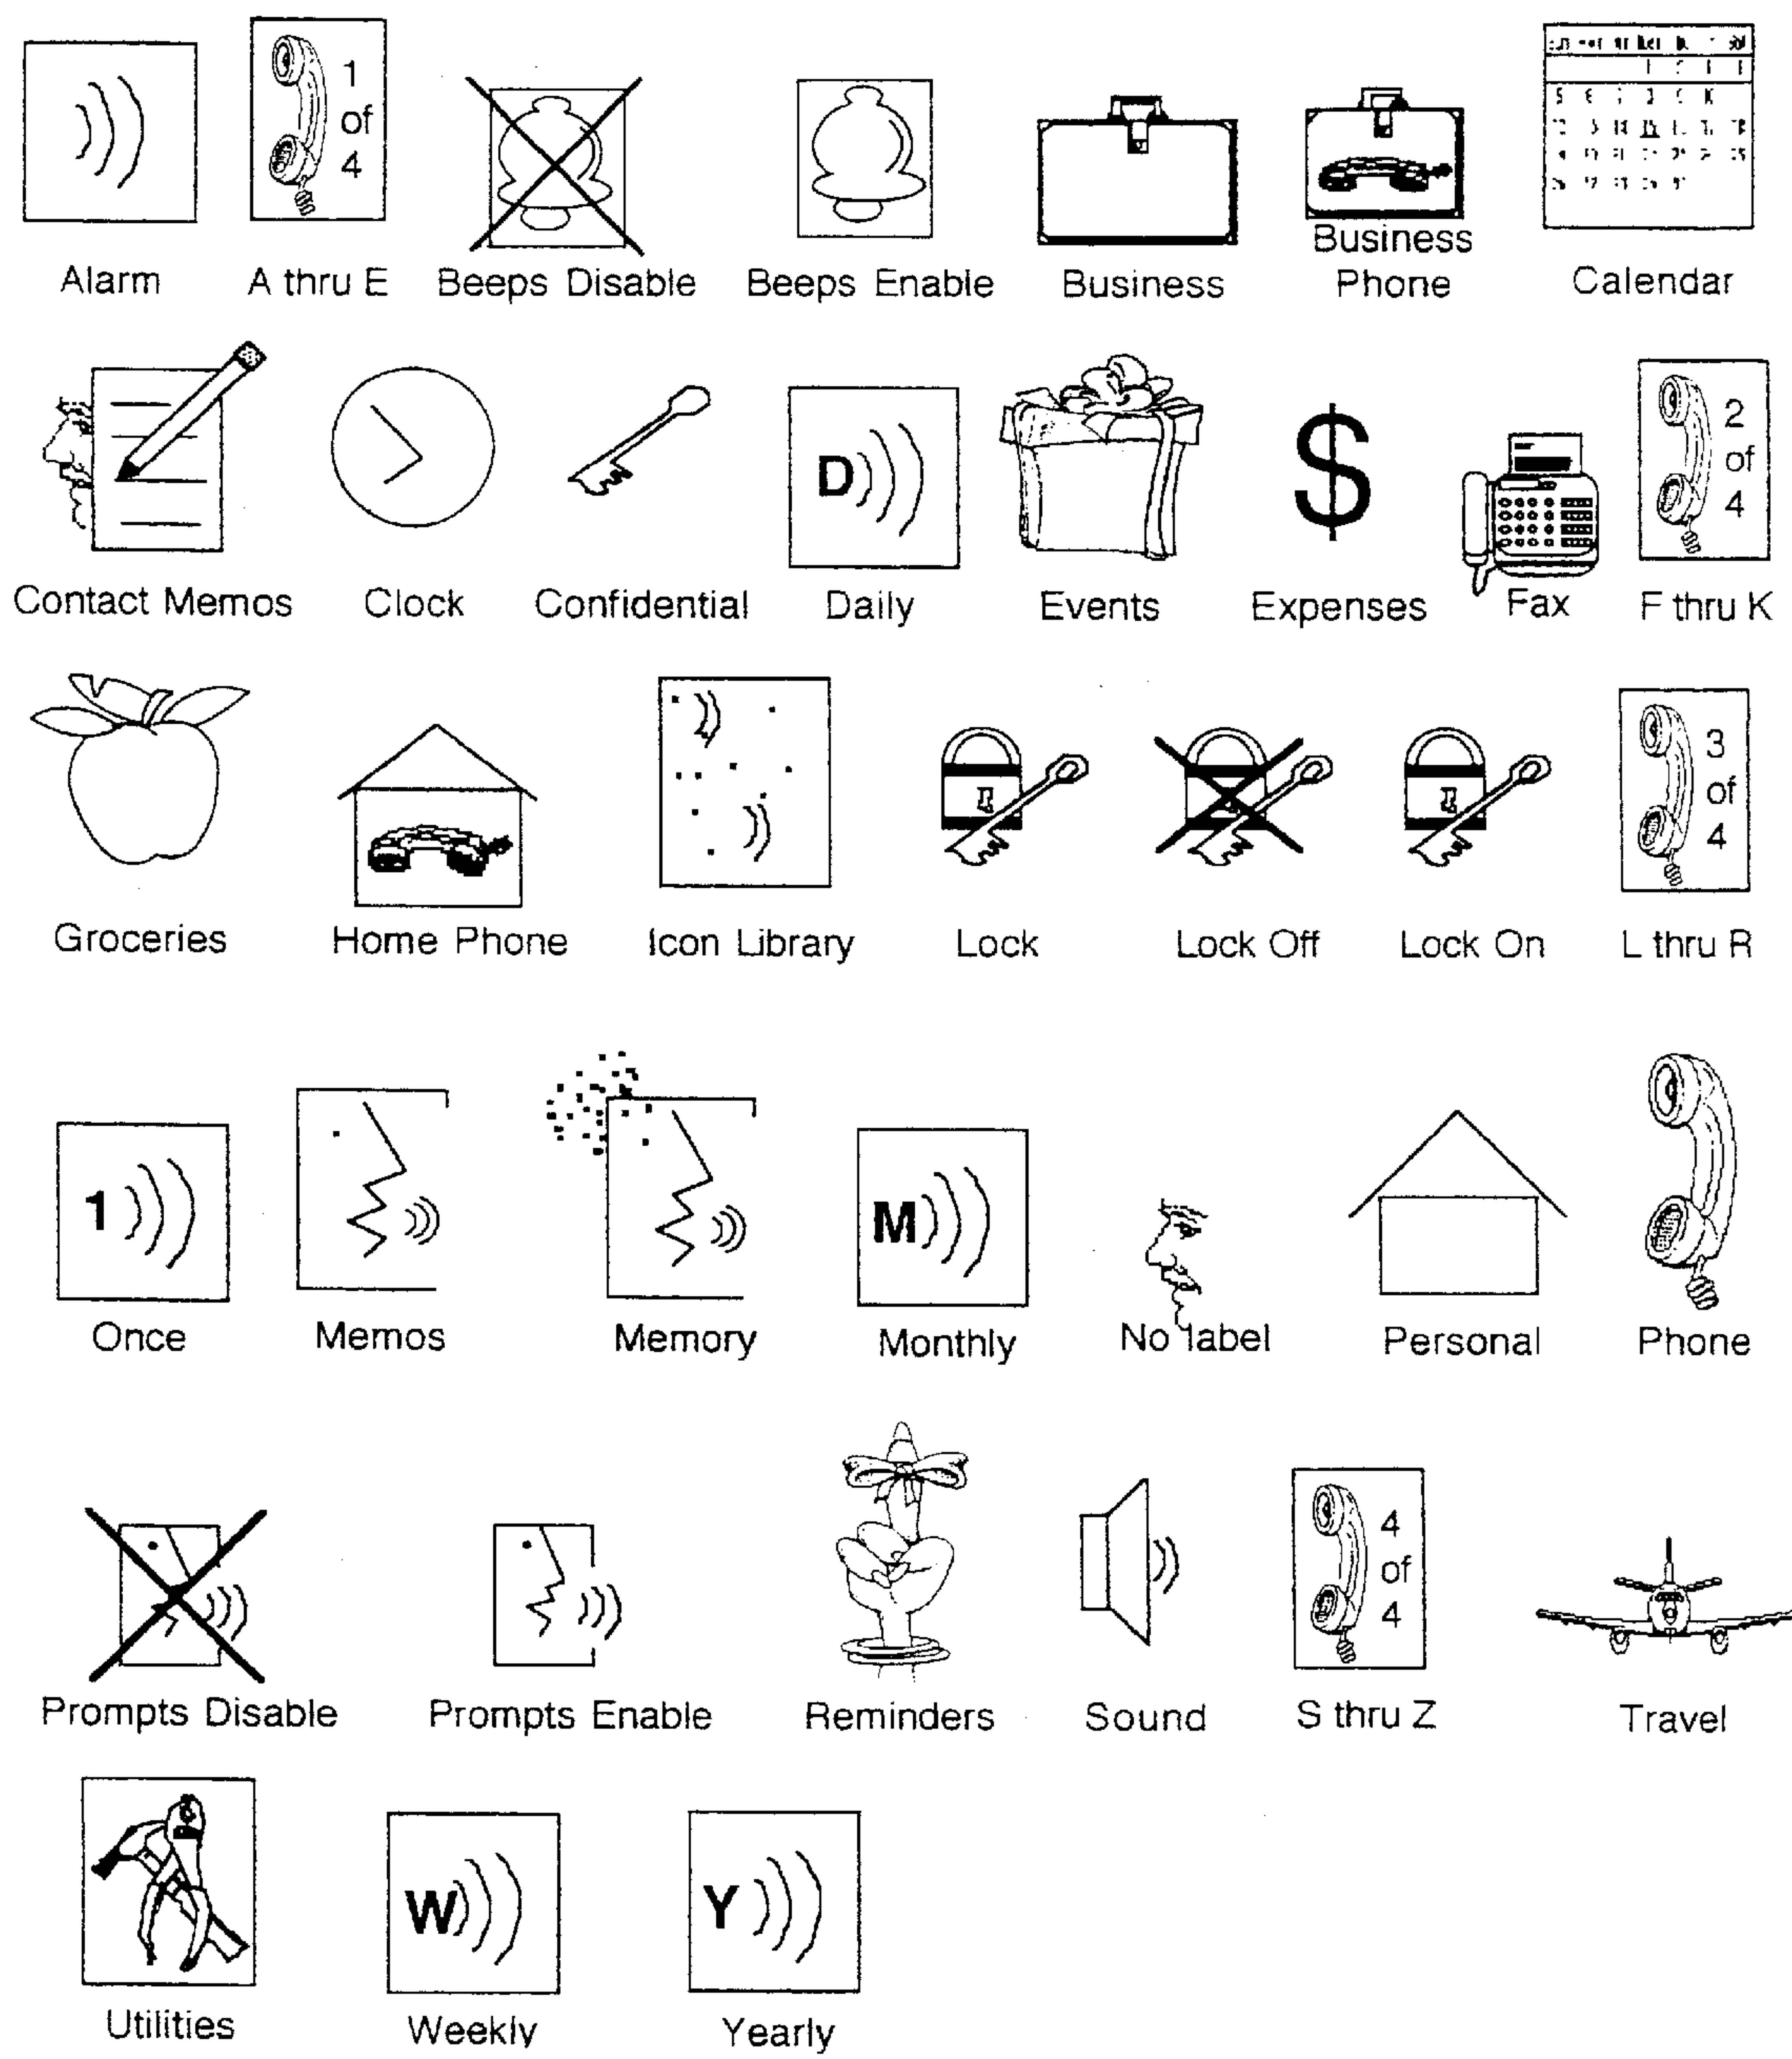 1
of
4
Alarm
A thru E
Beeps Disable
Beeps Enable
Business
Business
Phone
Calendar
D
$
2
of
4
Contact Memos
Clock
Confidential
Daily
Events
Expenses
Fax
F thru K
3
of
4
Groceries
Home Phone
Icon Library
Lock
Lock Off
Lock On
L thru R
1
M
Once
Memos
Memory
Monthly
No label
Personal
Phone
4
of
4
Prompts Disable
Prompts Enable
Reminders
Sound
S thru Z
Travel
W
Y
Utilities
Weekly
Yearly